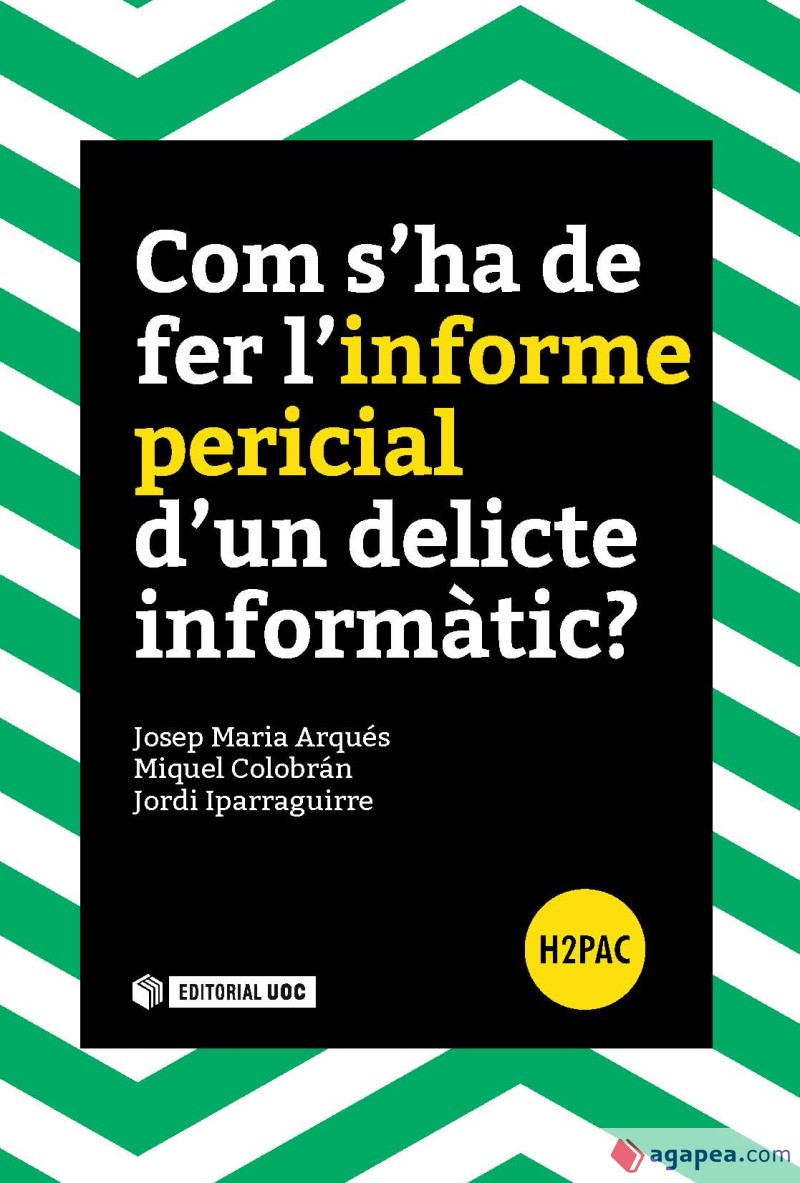 Com s’ha de
fer l’informe
pericial
d’un delicte
informàtic?
Josep Maria Arqués
Miquel Colobrán
Jordi Iparraguirre
H2PAC
EDITORIAL UOC
agapea.com